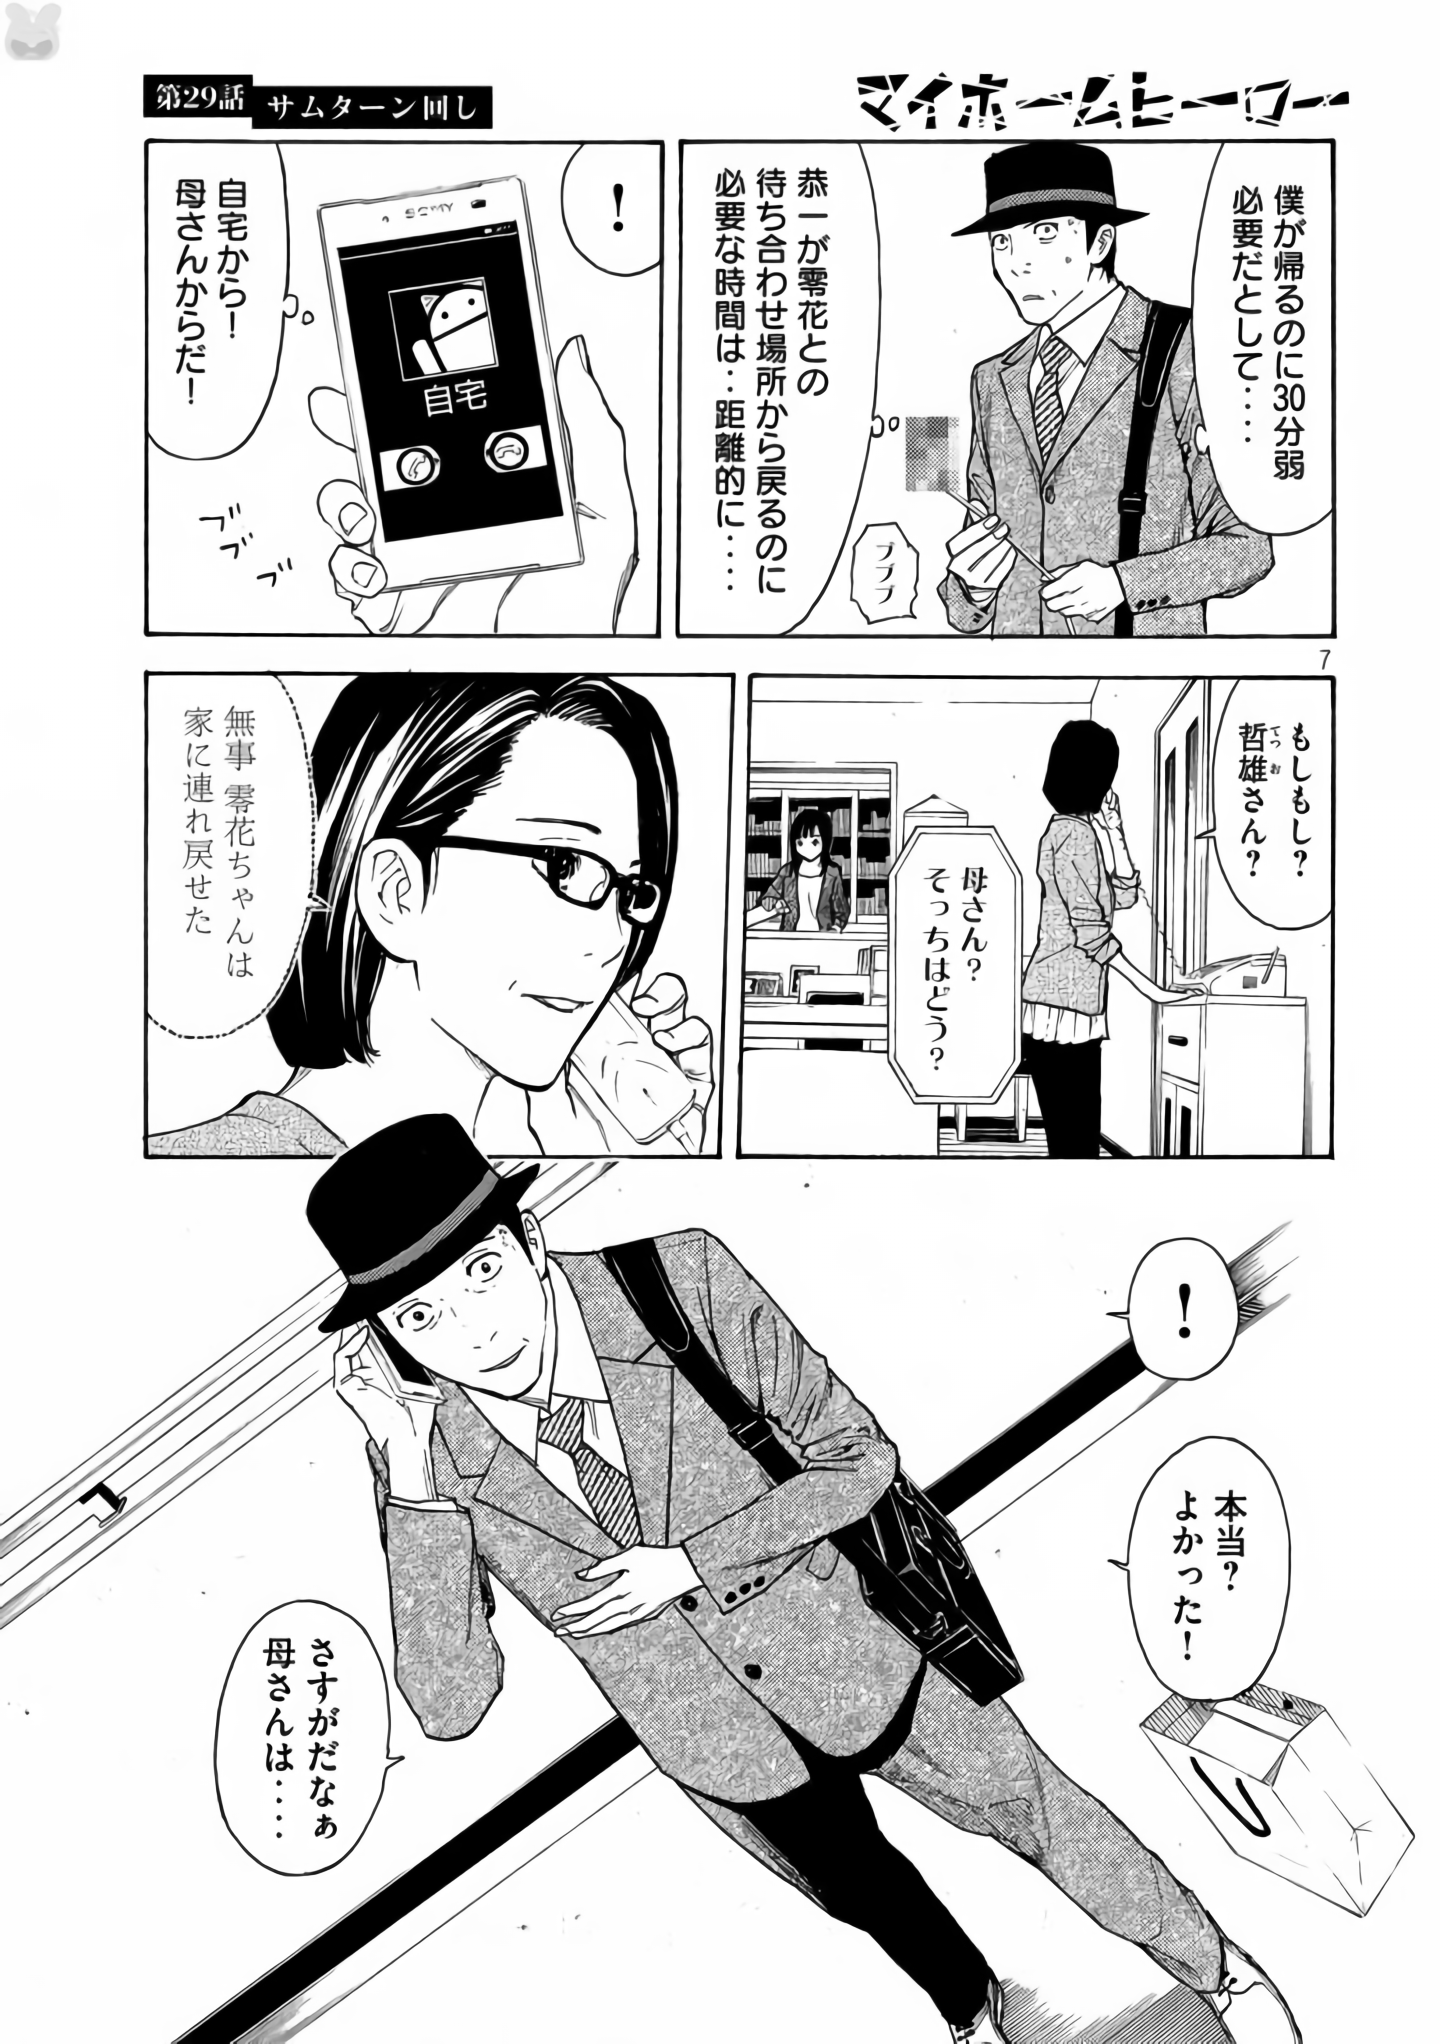 第29話
サムターン回し
マイホームヒーロー
僕が帰るのに30分弱
必要だとして‥‥
恭一が零花との
待ち合わせ場所から戻るのに
必要な時間は‥距離的に‥‥
ブブブ
!
SONY
自宅
自宅から!
母さんからだ!
ブブ
ブ
ブ
7
もしもし?
哲雄さん?
てつお
母さん?
そっちはどう?
無事 零花ちゃんは
家に連れ戻せた
!
本当?
よかった!
さすがだなぁ
母さんは‥‥